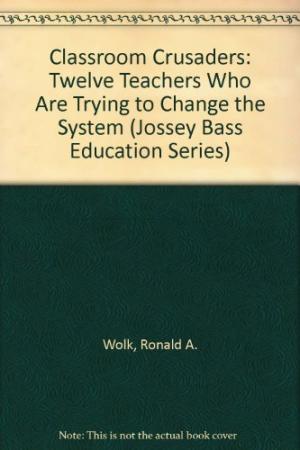 Classroom Crusaders:
Twelve Teachers Who
Are Trying to Change the
System (Jossey Bass
Education Series)
Wolk, Ronald A.
Note: This is not the actual book cover